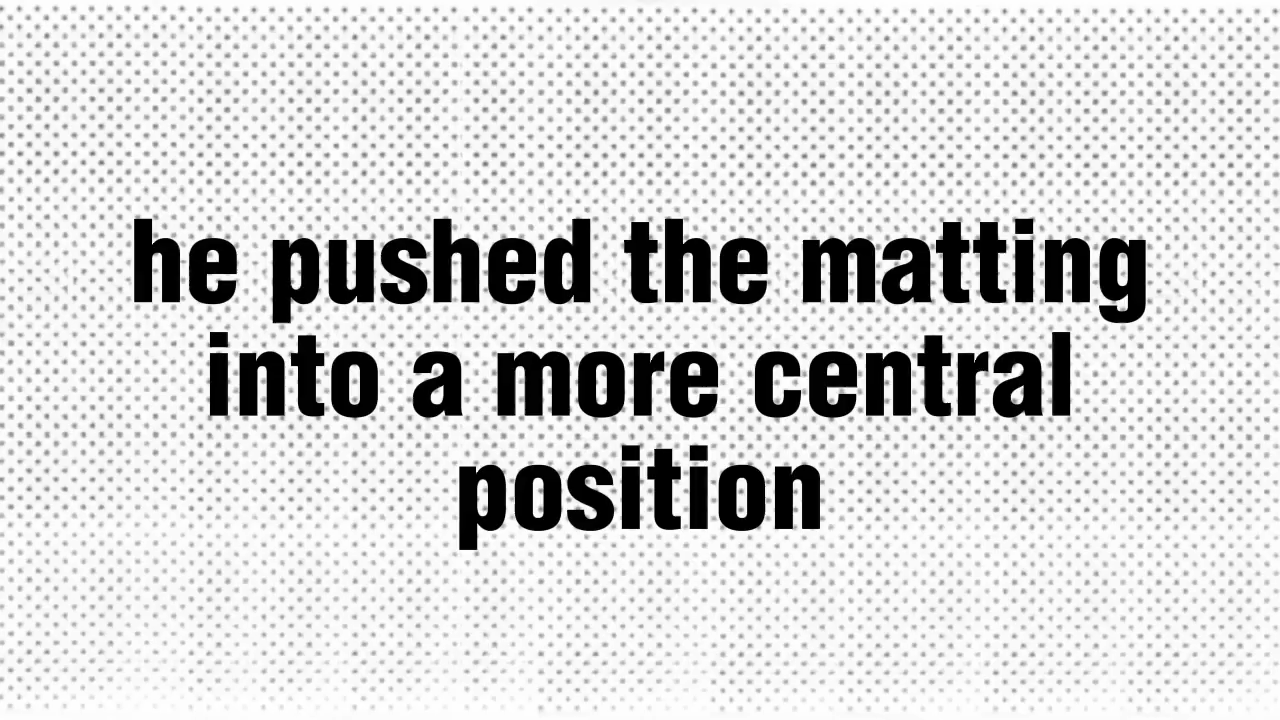 he pushed the matting
into a more central
position